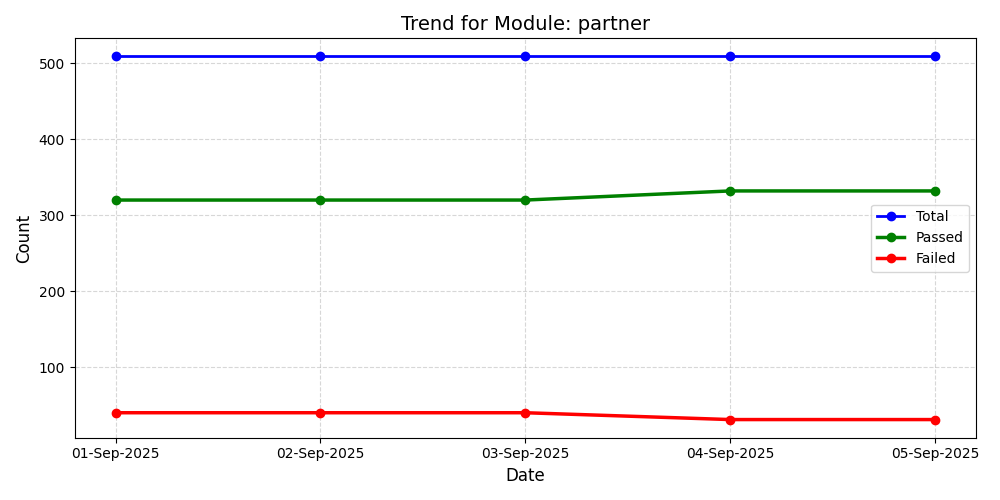 Trend for Module: partner
500
400
300
200
100
Count
Total
Passed
Failed
01-Sep-2025
02-Sep-2025
03-Sep-2025
04-Sep-2025
05-Sep-2025
Date